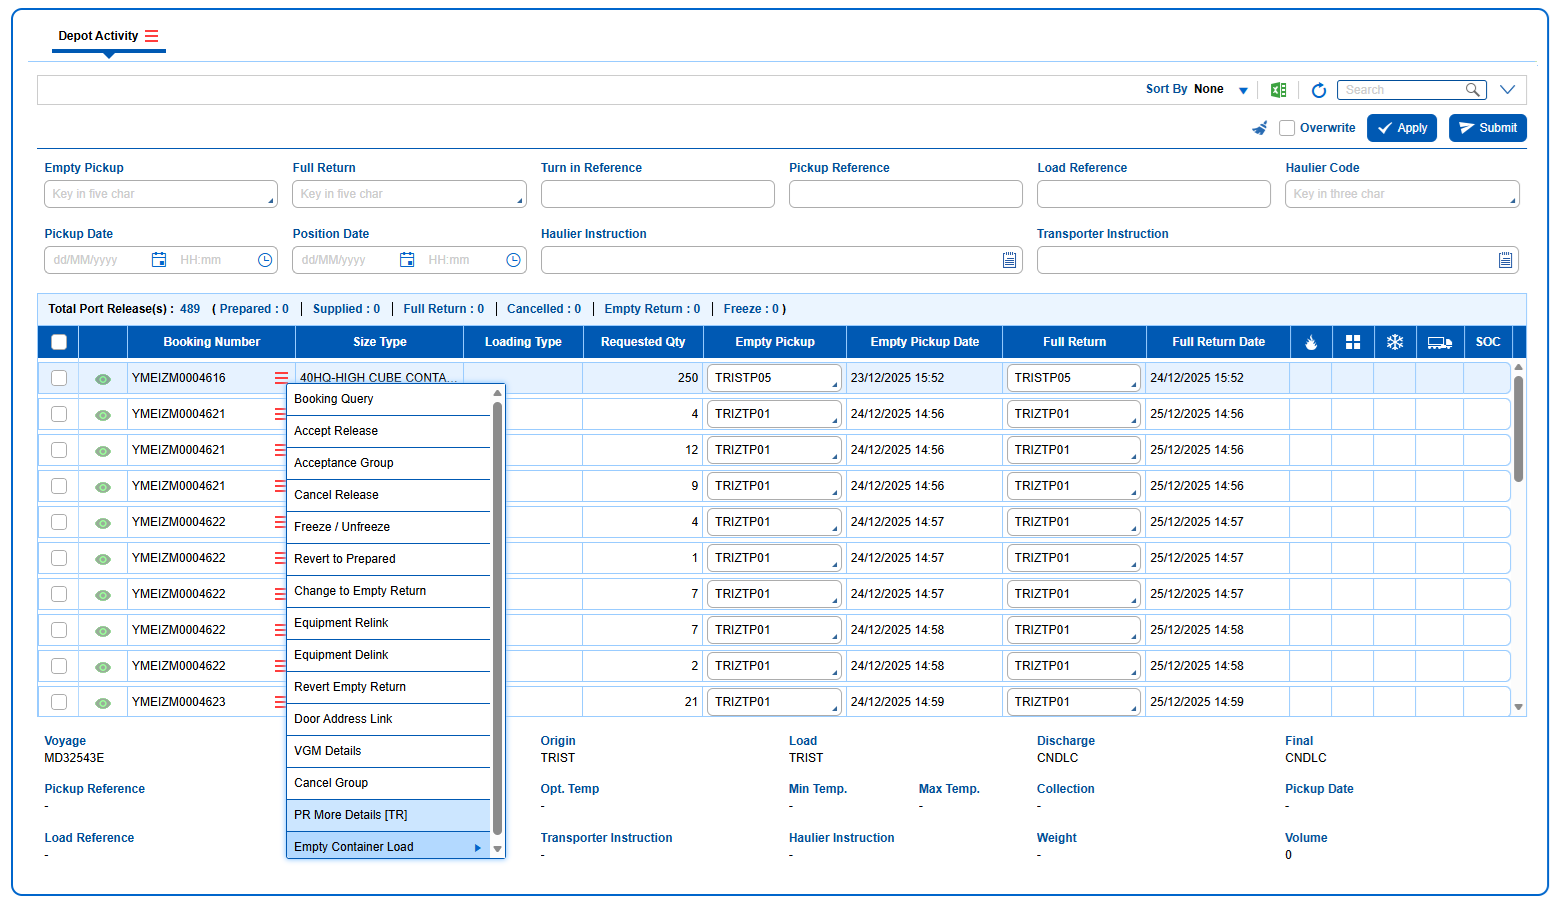 Depot Activity
Sort By None Search
Overwrite Apply Submit
Empty Pickup Full Return Turn in Reference Pickup Reference Load Reference Haulier Code
Key in five char Key in five char Key in three char
Pickup Date Position Date Haulier Instruction Transporter Instruction
dd/MM/yyyy HH:mm dd/MM/yyyy HH:mm
Total Port Release(s) : 489 ( Prepared : 0 | Supplied : 0 | Full Return : 0 | Cancelled : 0 | Empty Return : 0 | Freeze : 0 )
Booking Number Size Type Loading Type Requested Qty Empty Pickup Empty Pickup Date Full Return Full Return Date SOC
YMEIZM0004616 40HQ-HIGH CUBE CONTA... 250 TRISTP05 23/12/2025 15:52 TRISTP05 24/12/2025 15:52
YMEIZM0004621 4 TRIZTP01 24/12/2025 14:56 TRIZTP01 25/12/2025 14:56
YMEIZM0004621 12 TRIZTP01 24/12/2025 14:56 TRIZTP01 25/12/2025 14:56
YMEIZM0004621 9 TRIZTP01 24/12/2025 14:56 TRIZTP01 25/12/2025 14:56
YMEIZM0004622 4 TRIZTP01 24/12/2025 14:57 TRIZTP01 25/12/2025 14:57
YMEIZM0004622 1 TRIZTP01 24/12/2025 14:57 TRIZTP01 25/12/2025 14:57
YMEIZM0004622 7 TRIZTP01 24/12/2025 14:57 TRIZTP01 25/12/2025 14:57
YMEIZM0004622 7 TRIZTP01 24/12/2025 14:58 TRIZTP01 25/12/2025 14:58
YMEIZM0004622 2 TRIZTP01 24/12/2025 14:58 TRIZTP01 25/12/2025 14:58
YMEIZM0004623 21 TRIZTP01 24/12/2025 14:59 TRIZTP01 25/12/2025 14:59
Booking Query
Accept Release
Acceptance Group
Cancel Release
Freeze / Unfreeze
Revert to Prepared
Change to Empty Return
Equipment Relink
Equipment Delink
Revert Empty Return
Door Address Link
VGM Details
Cancel Group
PR More Details [TR]
Empty Container Load
Voyage Origin Load Discharge Final
MD32543E TRIST TRIST CNDLC CNDLC
Pickup Reference Opt. Temp Min Temp. Max Temp. Collection Pickup Date
- - - - - -
Load Reference Transporter Instruction Haulier Instruction Weight Volume
- - - - 0